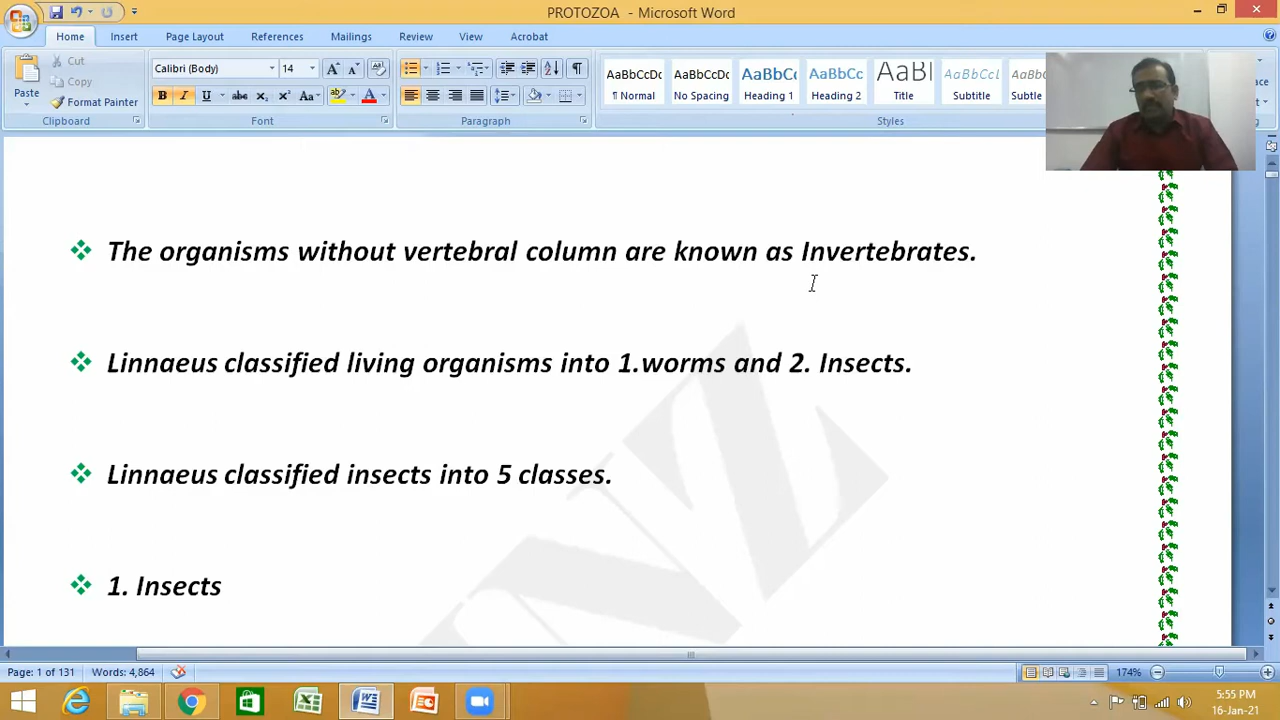 PROTOZOA - Microsoft Word
Home Insert Page Layout References Mailings Review View Acrobat
Paste
Cut
Copy
Format Painter
Clipboard
Calibri (Body) 14
Font
Paragraph
AaBbCcDc AaBbCcDc AaBbCc AaBbCc AaBl AaBbCcL AaBbCc
¶ Normal No Spacing Heading 1 Heading 2 Title Subtitle Subtle
Styles
The organisms without vertebral column are known as Invertebrates.
Linnaeus classified living organisms into 1.worms and 2. Insects.
Linnaeus classified insects into 5 classes.
1. Insects
Page: 1 of 131 Words: 4,864 174%
5:55 PM
16-Jan-21